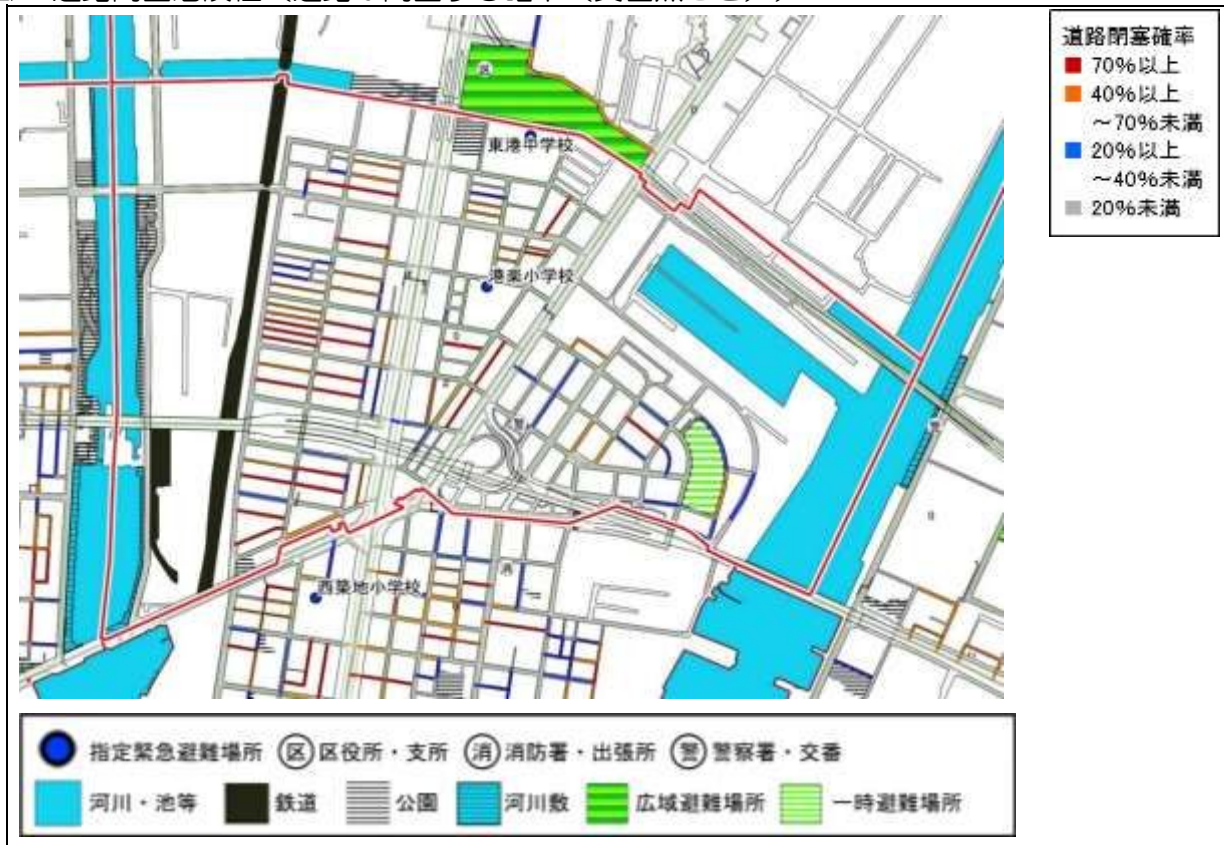 道路閉塞確率
70%以上
40%以上
～70%未満
20%以上
～40%未満
20%未満
区
東港中学校
港楽小学校
西築地小学校
指定緊急避難場所 区 区役所・支所 消 消防署・出張所 警 警察署・交番
河川・池等 鉄道 公園 河川敷 広域避難場所 一時避難場所